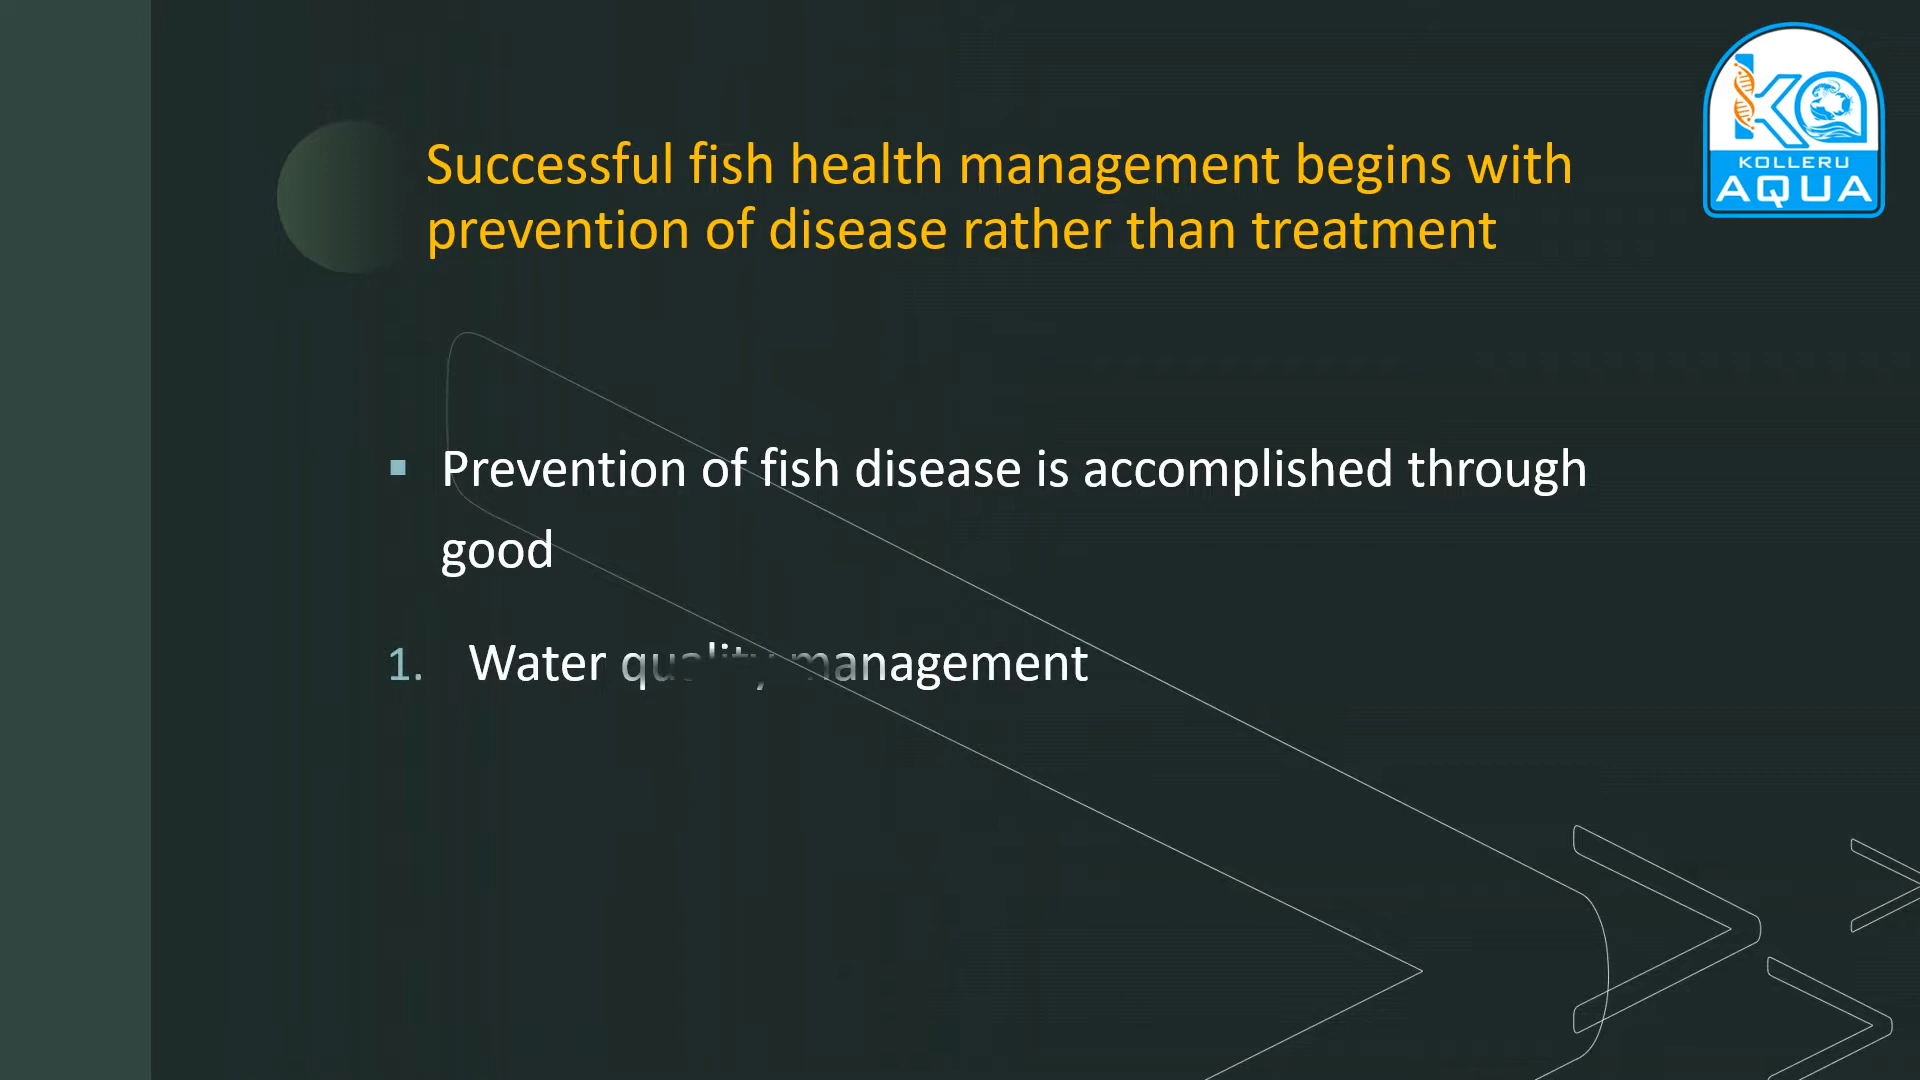 Successful fish health management begins with
prevention of disease rather than treatment
KOLLERU
AQUA
▪ Prevention of fish disease is accomplished through
good
1. Water quality management